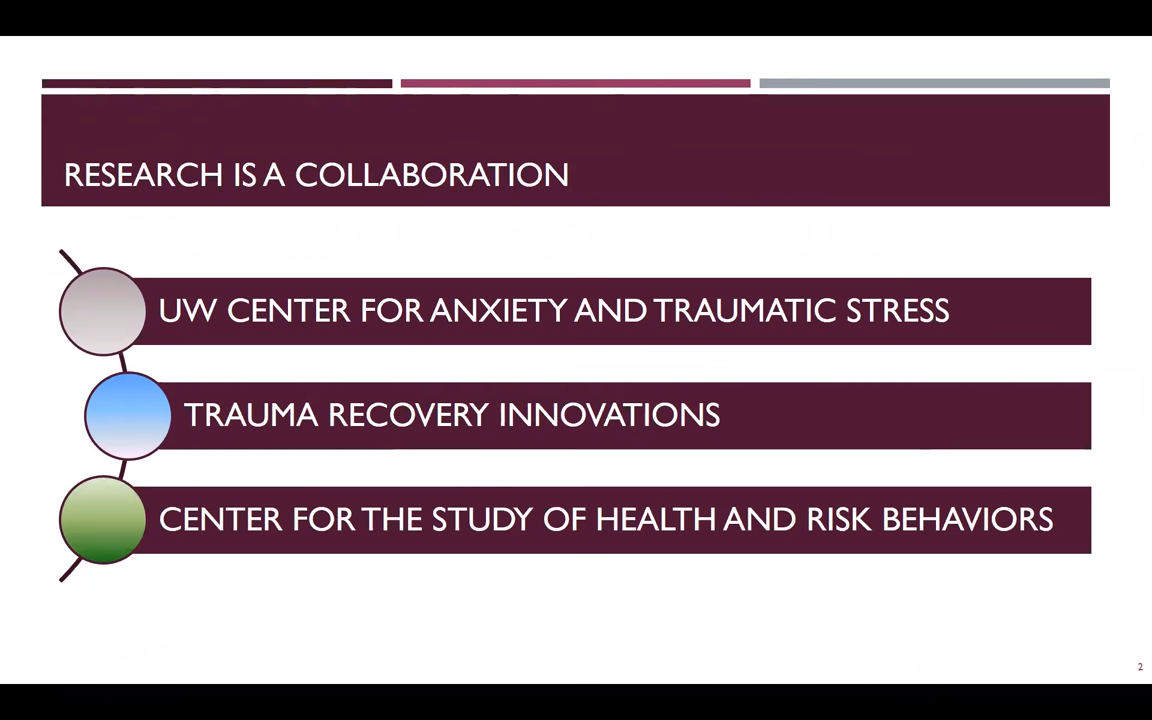 RESEARCH IS A COLLABORATION
UW CENTER FOR ANXIETY AND TRAUMATIC STRESS
TRAUMA RECOVERY INNOVATIONS
CENTER FOR THE STUDY OF HEALTH AND RISK BEHAVIORS
2